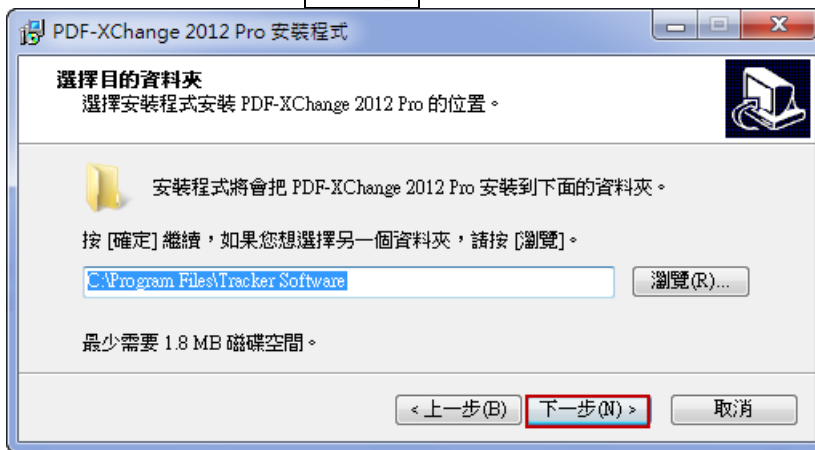 PDF-XChange 2012 Pro 安裝程式
選擇目的資料夾
選擇安裝程式安裝 PDF-XChange 2012 Pro 的位置。
安裝程式將會把 PDF-XChange 2012 Pro 安裝到下面的資料夾。
按 [確定] 繼續，如果您想選擇另一個資料夾，請按 [瀏覽]。
C:\Program Files\Tracker Software
瀏覽(R)...
最少需要 1.8 MB 磁碟空間。
<上一步(B) 下一步(N)> 取消